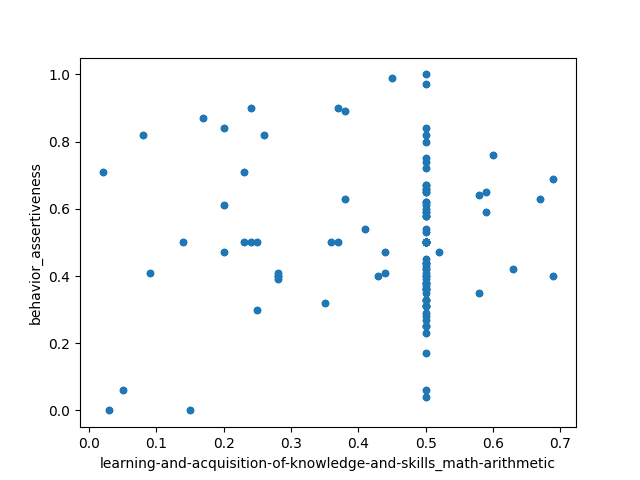 1.0
0.8
0.6
0.4
0.2
0.0
behavior_assertiveness
0.0 0.1 0.2 0.3 0.4 0.5 0.6 0.7
learning-and-acquisition-of-knowledge-and-skills_math-arithmetic